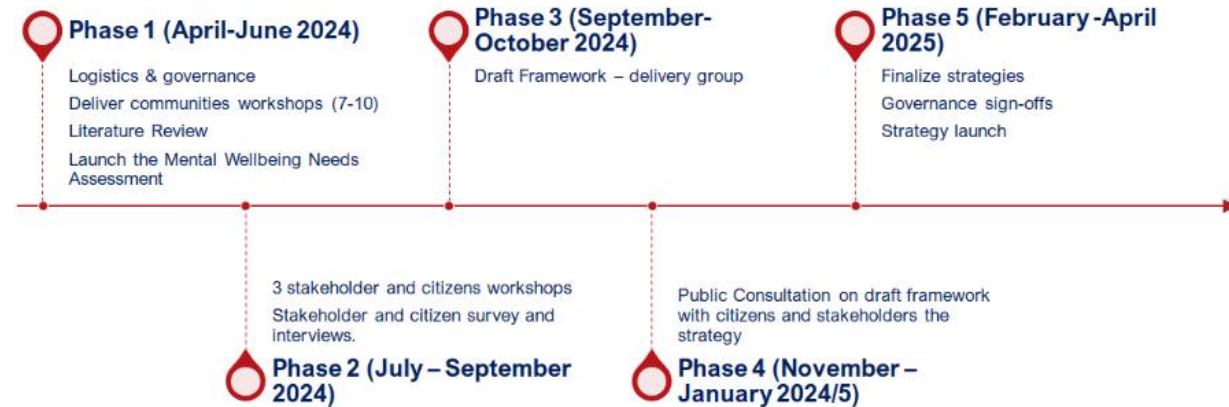 Phase 1 (April-June 2024)
Logistics & governance
Deliver communities workshops (7-10)
Literature Review
Launch the Mental Wellbeing Needs
Assessment
3 stakeholder and citizens workshops
Stakeholder and citizen survey and
interviews.
Phase 2 (July – September
2024)
Phase 3 (September-
October 2024)
Draft Framework – delivery group
Public Consultation on draft framework
with citizens and stakeholders the
strategy
Phase 4 (November –
January 2024/5)
Phase 5 (February -April
2025)
Finalize strategies
Governance sign-offs
Strategy launch